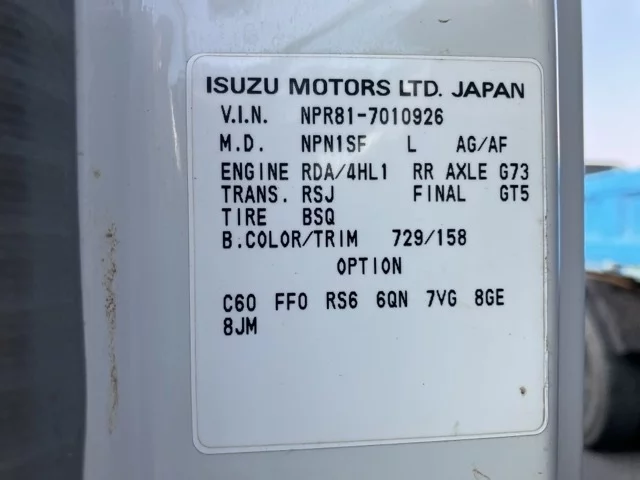 ISUZU MOTORS LTD. JAPAN
V.I.N. NPR81-7010926
M.D. NPN1SF L AG/AF
ENGINE RDA/4HL1 RR AXLE G73
TRANS. RSJ FINAL GT5
TIRE BSQ
B.COLOR/TRIM 729/158
OPTION
C60 FF0 RS6 6QN 7VG 8GE
8JM